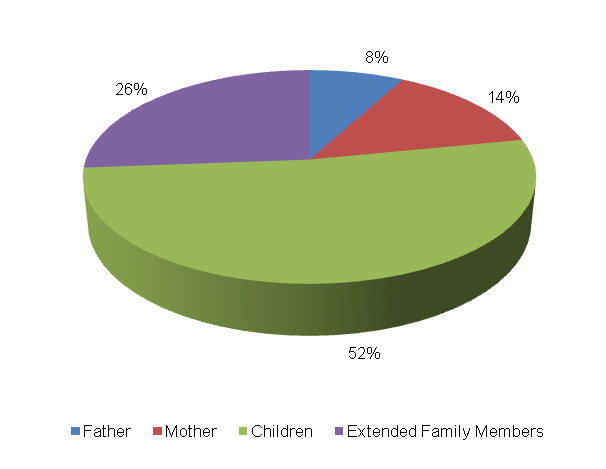 8%
26%
14%
52%
Father Mother Children Extended Family Members